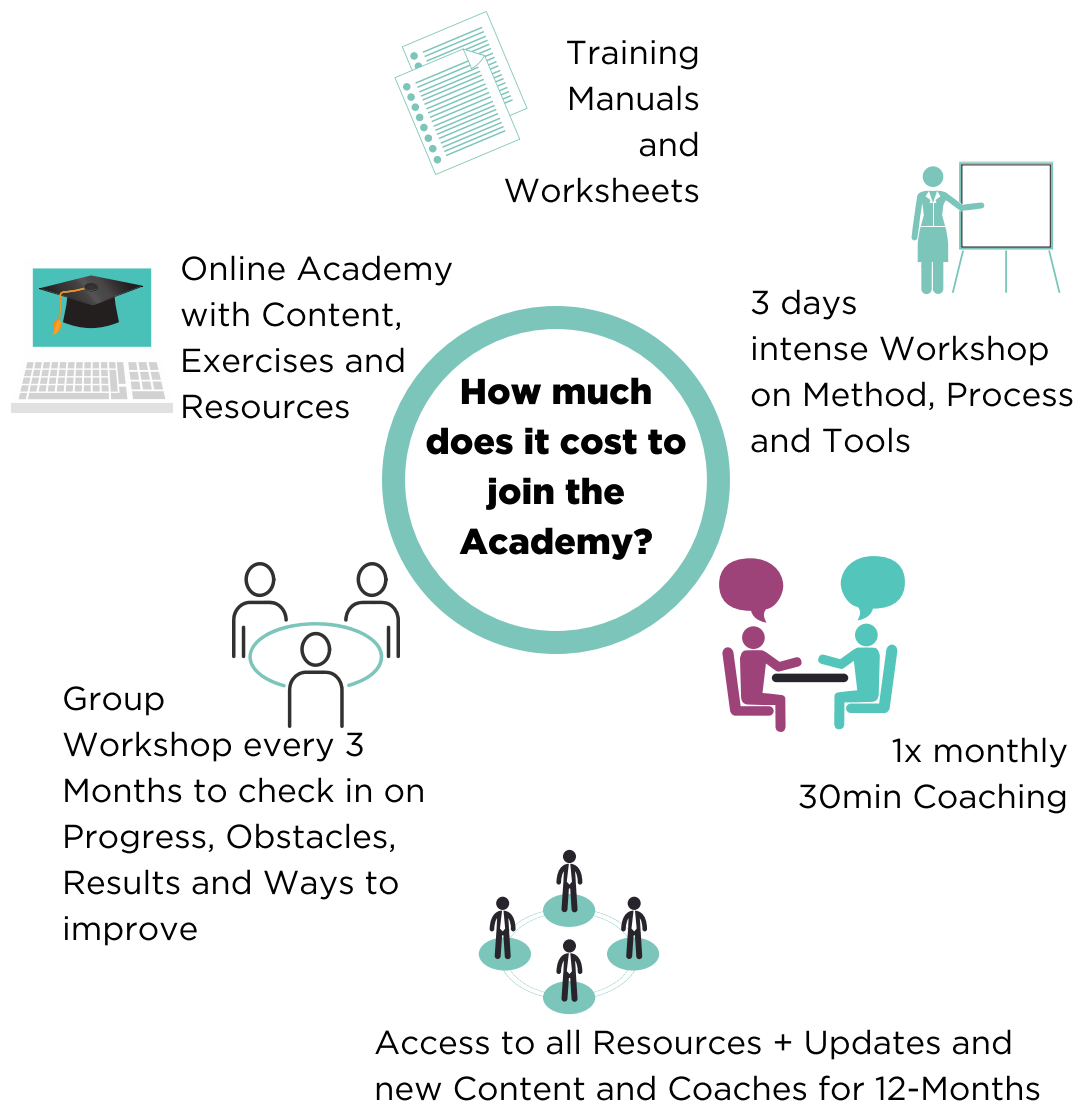 Training
Manuals
and
Worksheets
Online Academy
with Content,
Exercises and
Resources
3 days
intense Workshop
on Method, Process
and Tools
How much
does it cost to
join the
Academy?
Group
Workshop every 3
Months to check in on
Progress, Obstacles,
Results and Ways to
improve
1x monthly
30min Coaching
Access to all Resources + Updates and
new Content and Coaches for 12-Months